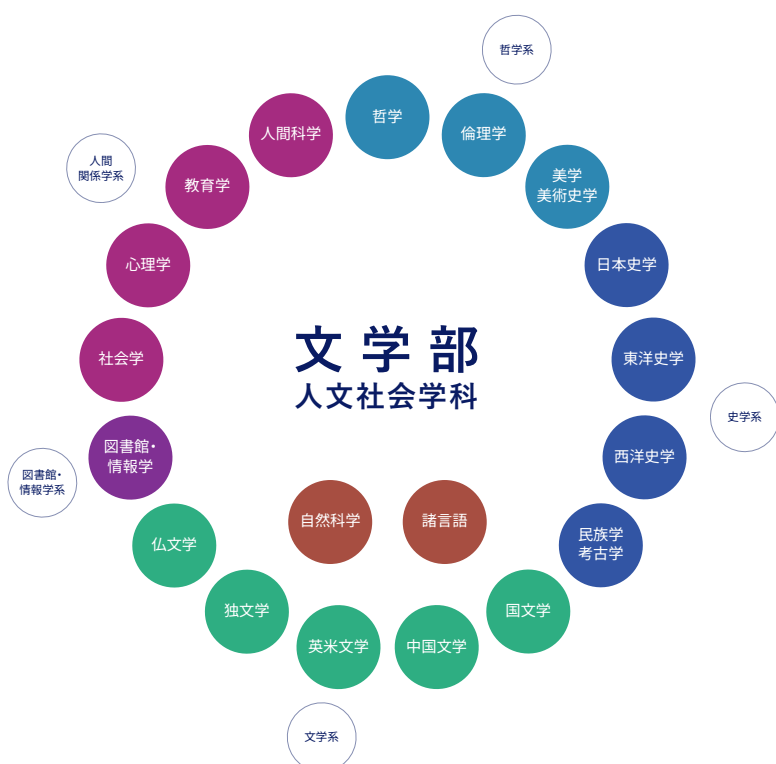 哲学系
哲学
倫理学
美学
美術史学
日本史学
東洋史学
史学系
西洋史学
民族学
考古学
国文学
中国文学
英米文学
文学系
独文学
仏文学
図書館・
情報学
図書館・
情報学系
社会学
心理学
教育学
人間科学
人間
関係学系
文学部
人文社会学科
自然科学
諸言語